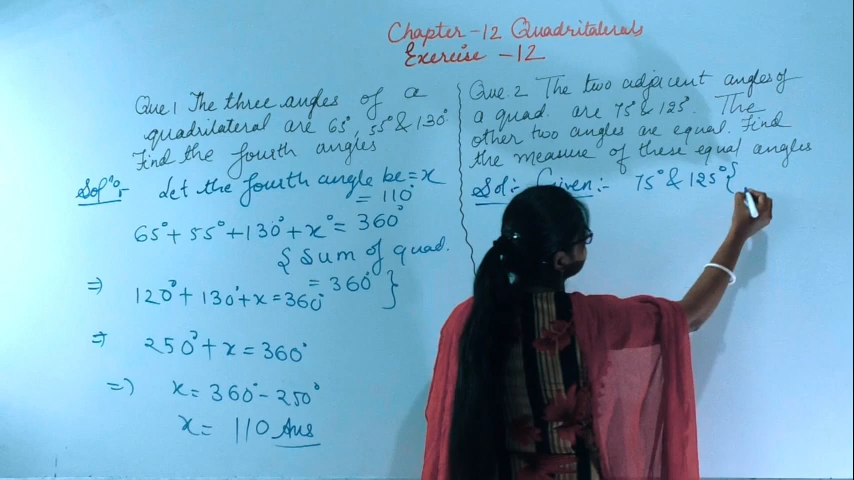 Chapter -12 Quadritaterals
Exercise -12
Que 1 The three angles of a
quadrilateral are 65°, 55° & 130°
Find the fourth angles
Solⁿ:- Let the fourth angle be = x
= 110°
65° + 55° + 130° + x° = 360°
{ Sum of quad.
= 360° }
⇒ 120° + 130° + x = 360°
⇒ 250° + x = 360°
⇒ x = 360° - 250°
x = 110 Ans
Que. 2 The two adjacent angles of
a quad. are 75° & 125°. The
other two angles are equal. Find
the measure of these equal angles
Sol:- Given:- 75° & 125° {